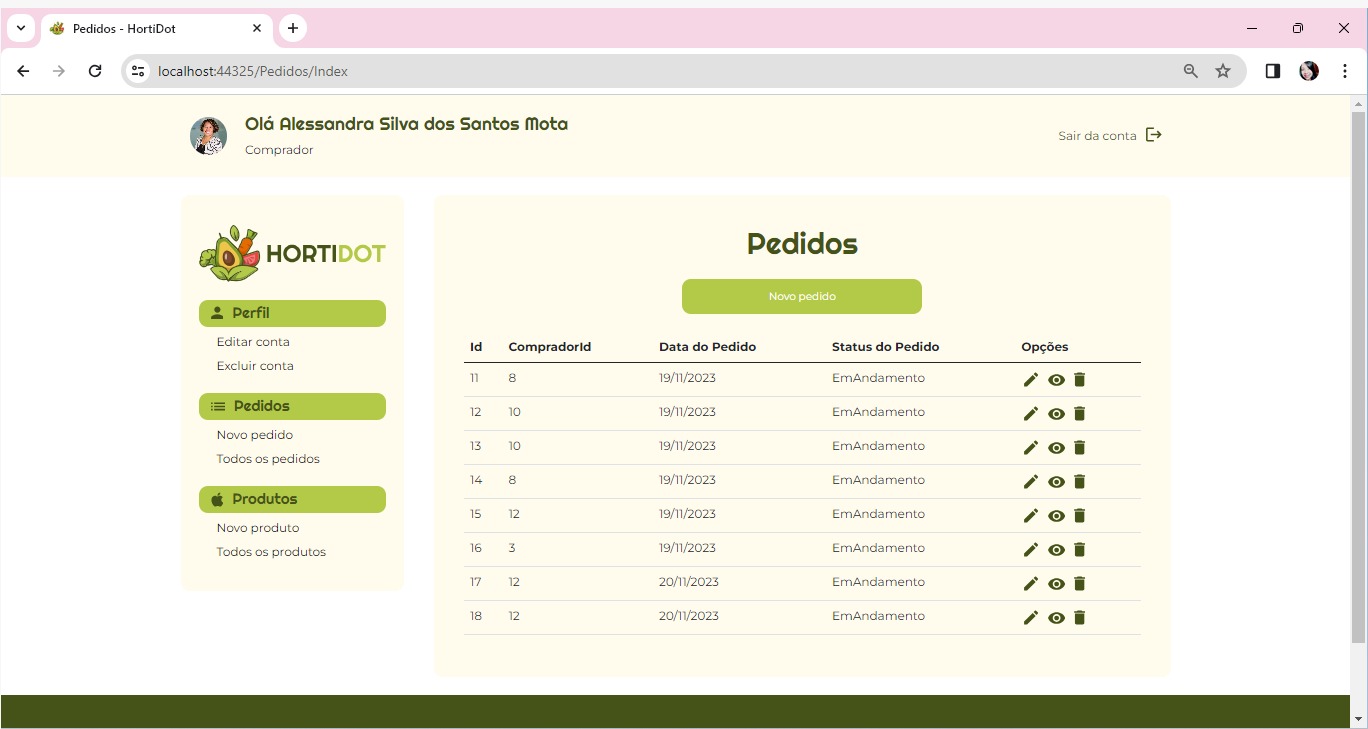 Pedidos - HortiDot
localhost:44325/Pedidos/Index
Olá Alessandra Silva dos Santos Mota
Comprador
Sair da conta
HORTIDOT
Perfil
Editar conta
Excluir conta
Pedidos
Novo pedido
Todos os pedidos
Produtos
Novo produto
Todos os produtos
Pedidos
Novo pedido
Id CompradorId Data do Pedido Status do Pedido Opções
11 8 19/11/2023 EmAndamento
12 10 19/11/2023 EmAndamento
13 10 19/11/2023 EmAndamento
14 8 19/11/2023 EmAndamento
15 12 19/11/2023 EmAndamento
16 3 19/11/2023 EmAndamento
17 12 20/11/2023 EmAndamento
18 12 20/11/2023 EmAndamento